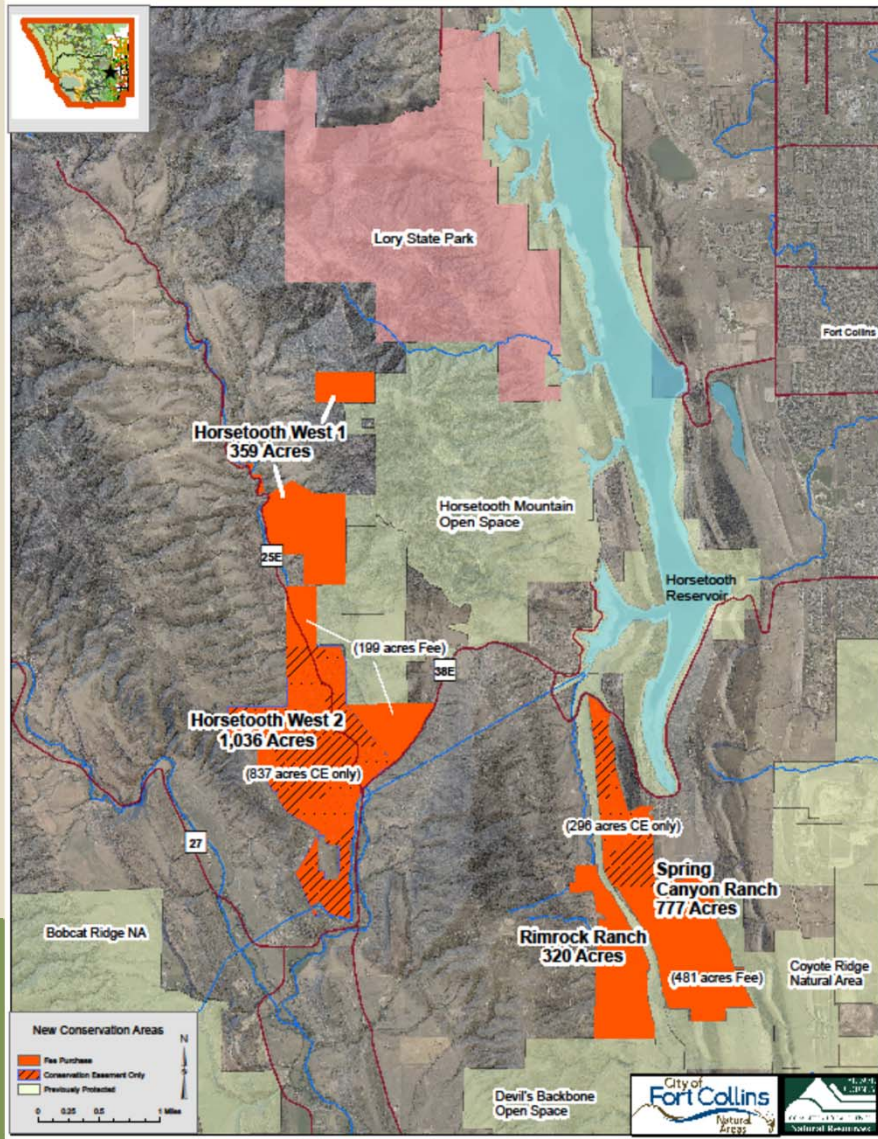 Lory State Park
Fort Collins
Horsetooth West 1
359 Acres
Horsetooth Mountain
Open Space
25E
Horsetooth
Reservoir
(199 acres Fee)
38E
Horsetooth West 2
1,036 Acres
(837 acres CE only)
27
(296 acres CE only)
Spring
Canyon Ranch
777 Acres
Bobcat Ridge NA
Rimrock Ranch
320 Acres
(481 acres Fee)
Coyote Ridge
Natural Area
New Conservation Areas
N
Fee Purchase
Conservation Easement Only
Previously Protected
0 0.25 0.5 1 Miles
Devil's Backbone
Open Space
City of
Fort Collins
Natural
Areas
Natural Resources